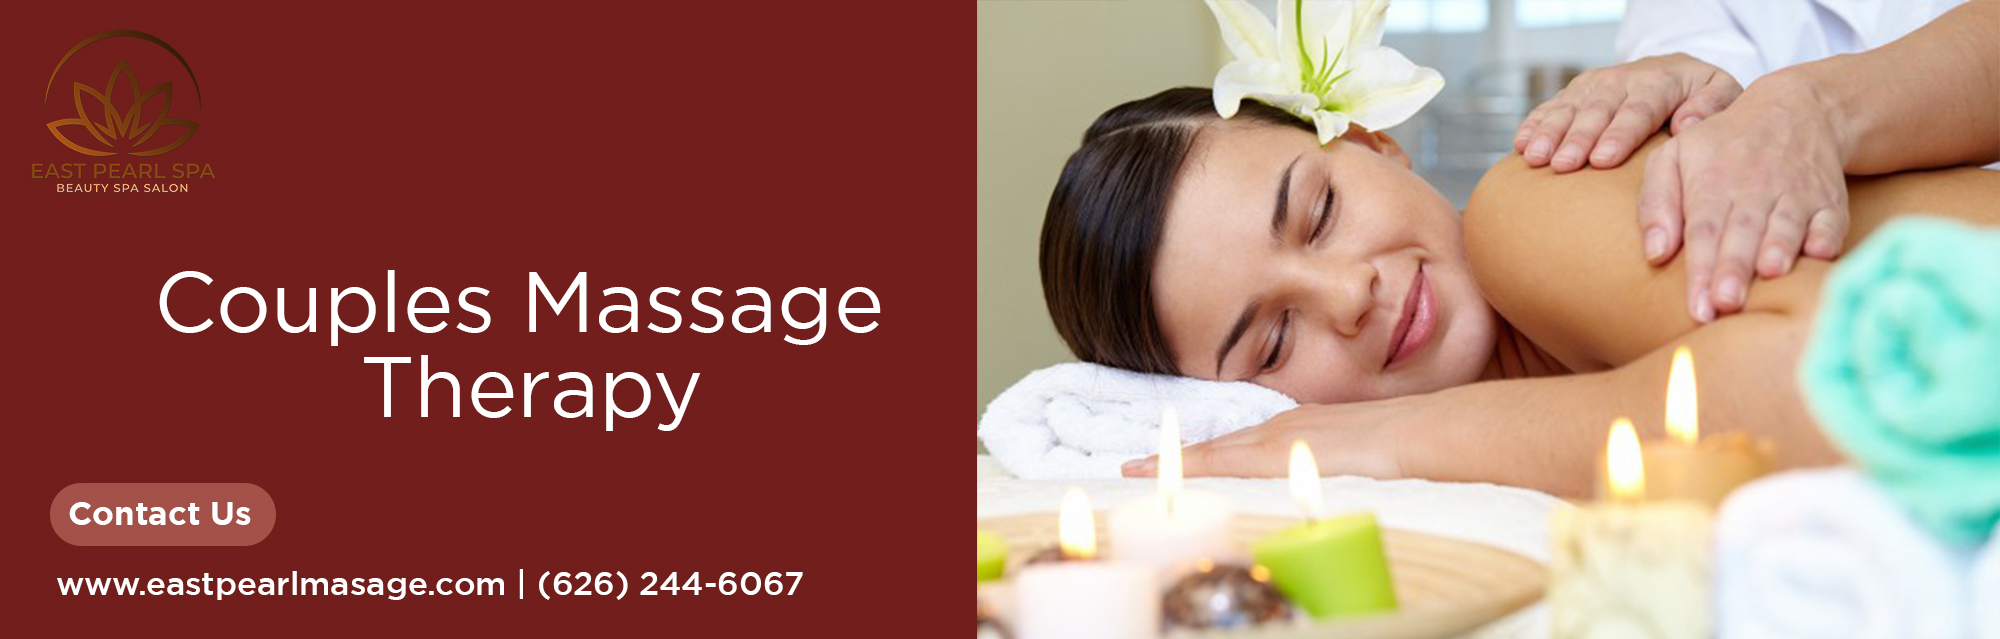 EAST PEARL SPA
BEAUTY SPA SALON
Couples Massage
Therapy
Contact Us
www.eastpearlmasage.com | (626) 244-6067